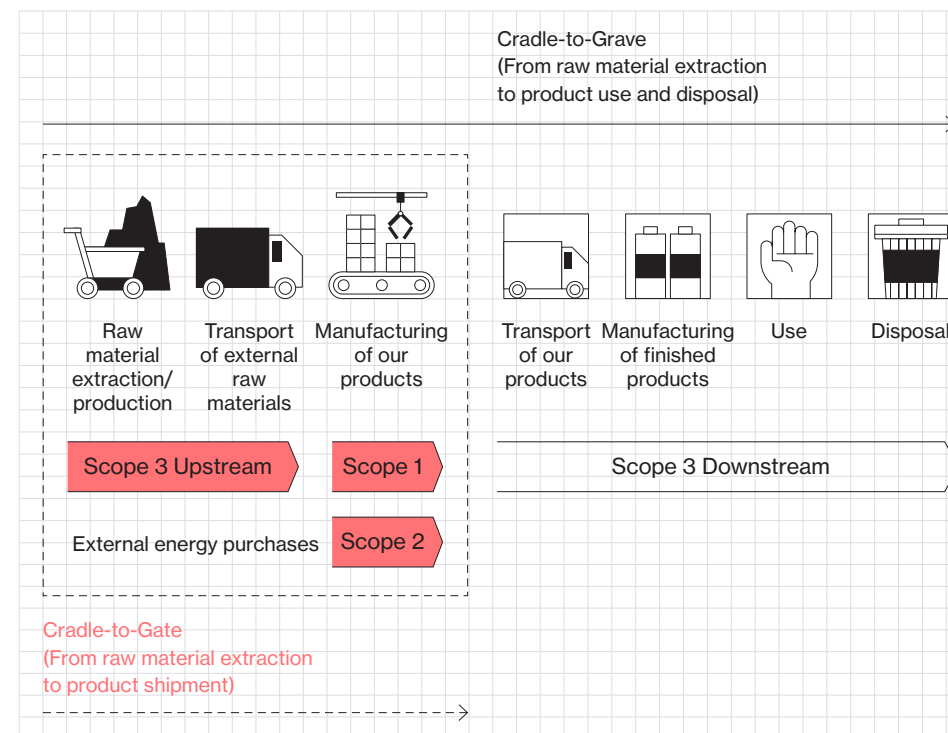 Cradle-to-Grave
(From raw material extraction
to product use and disposal)
Raw
material
extraction/
production
Transport
of external
raw
materials
Manufacturing
of our
products
Transport
of our
products
Manufacturing
of finished
products
Use
Disposal
Scope 3 Upstream
Scope 1
Scope 3 Downstream
External energy purchases
Scope 2
Cradle-to-Gate
(From raw material extraction
to product shipment)